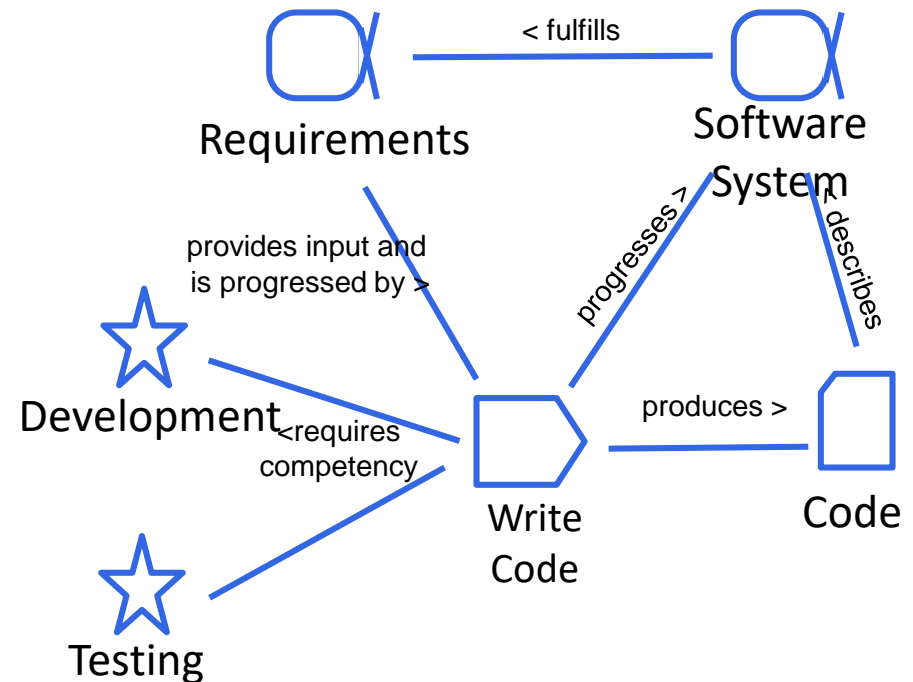 < fulfills
Requirements
Software
System
provides input and
is progressed by >
progresses >
< describes
Development
<requires
competency
produces >
Write
Code
Code
Testing